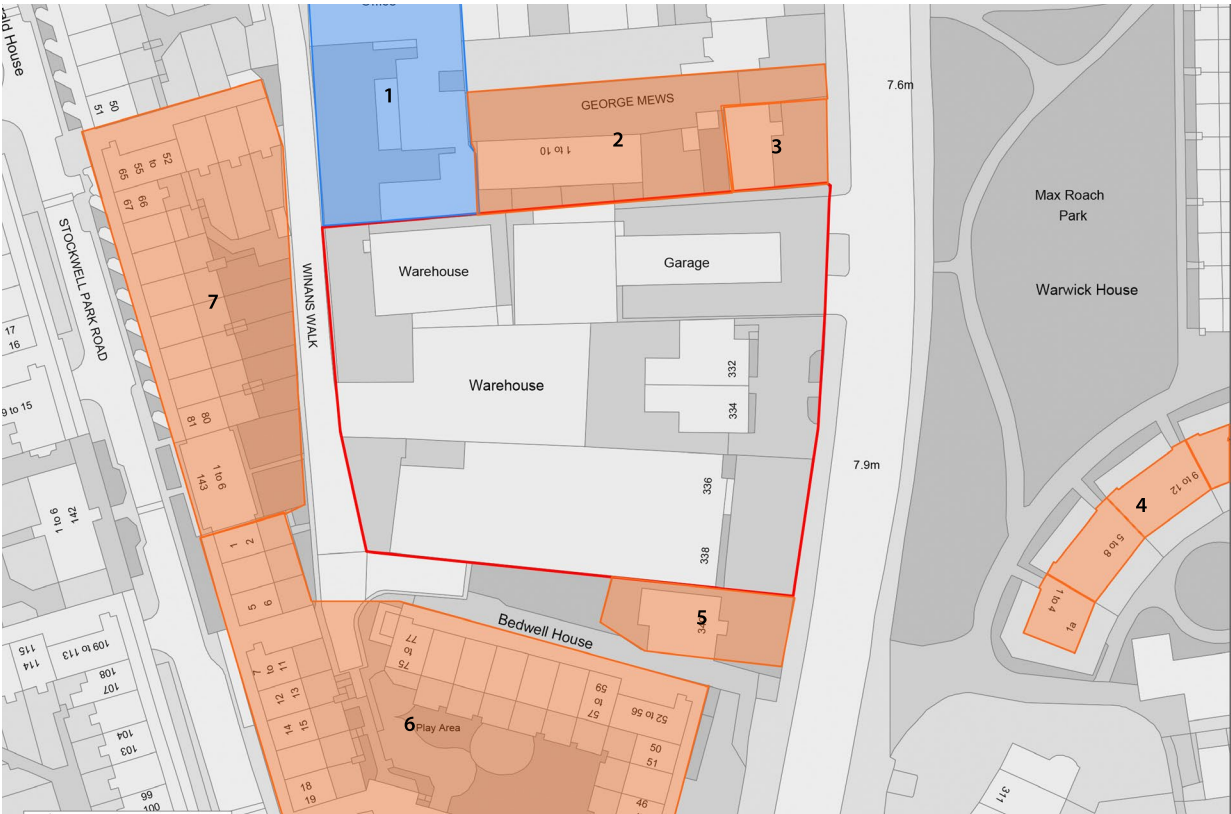 ald House
1
GEORGE MEWS
2
1 to 10
3
7.6m
Max Roach
Park
Warwick House
51
50
52
to
55
65
66
67
STOCKWELL PARK ROAD
7
WINANS WALK
Warehouse
Garage
Warehouse
332
334
17
16
9 to 15
81
80
143
1 to 6
142
1 to 6
336
338
7.9m
9 to 12
4
5 to 8
1 to 4
1a
1
2
5
6
Bedwell House
5
115
114
109 to 113
108
107
104
103
99
100
7
to
11
12
13
14
15
18
19
77
to
75
6
Play Area
59
to
57
52 to 56
50
51
46
311